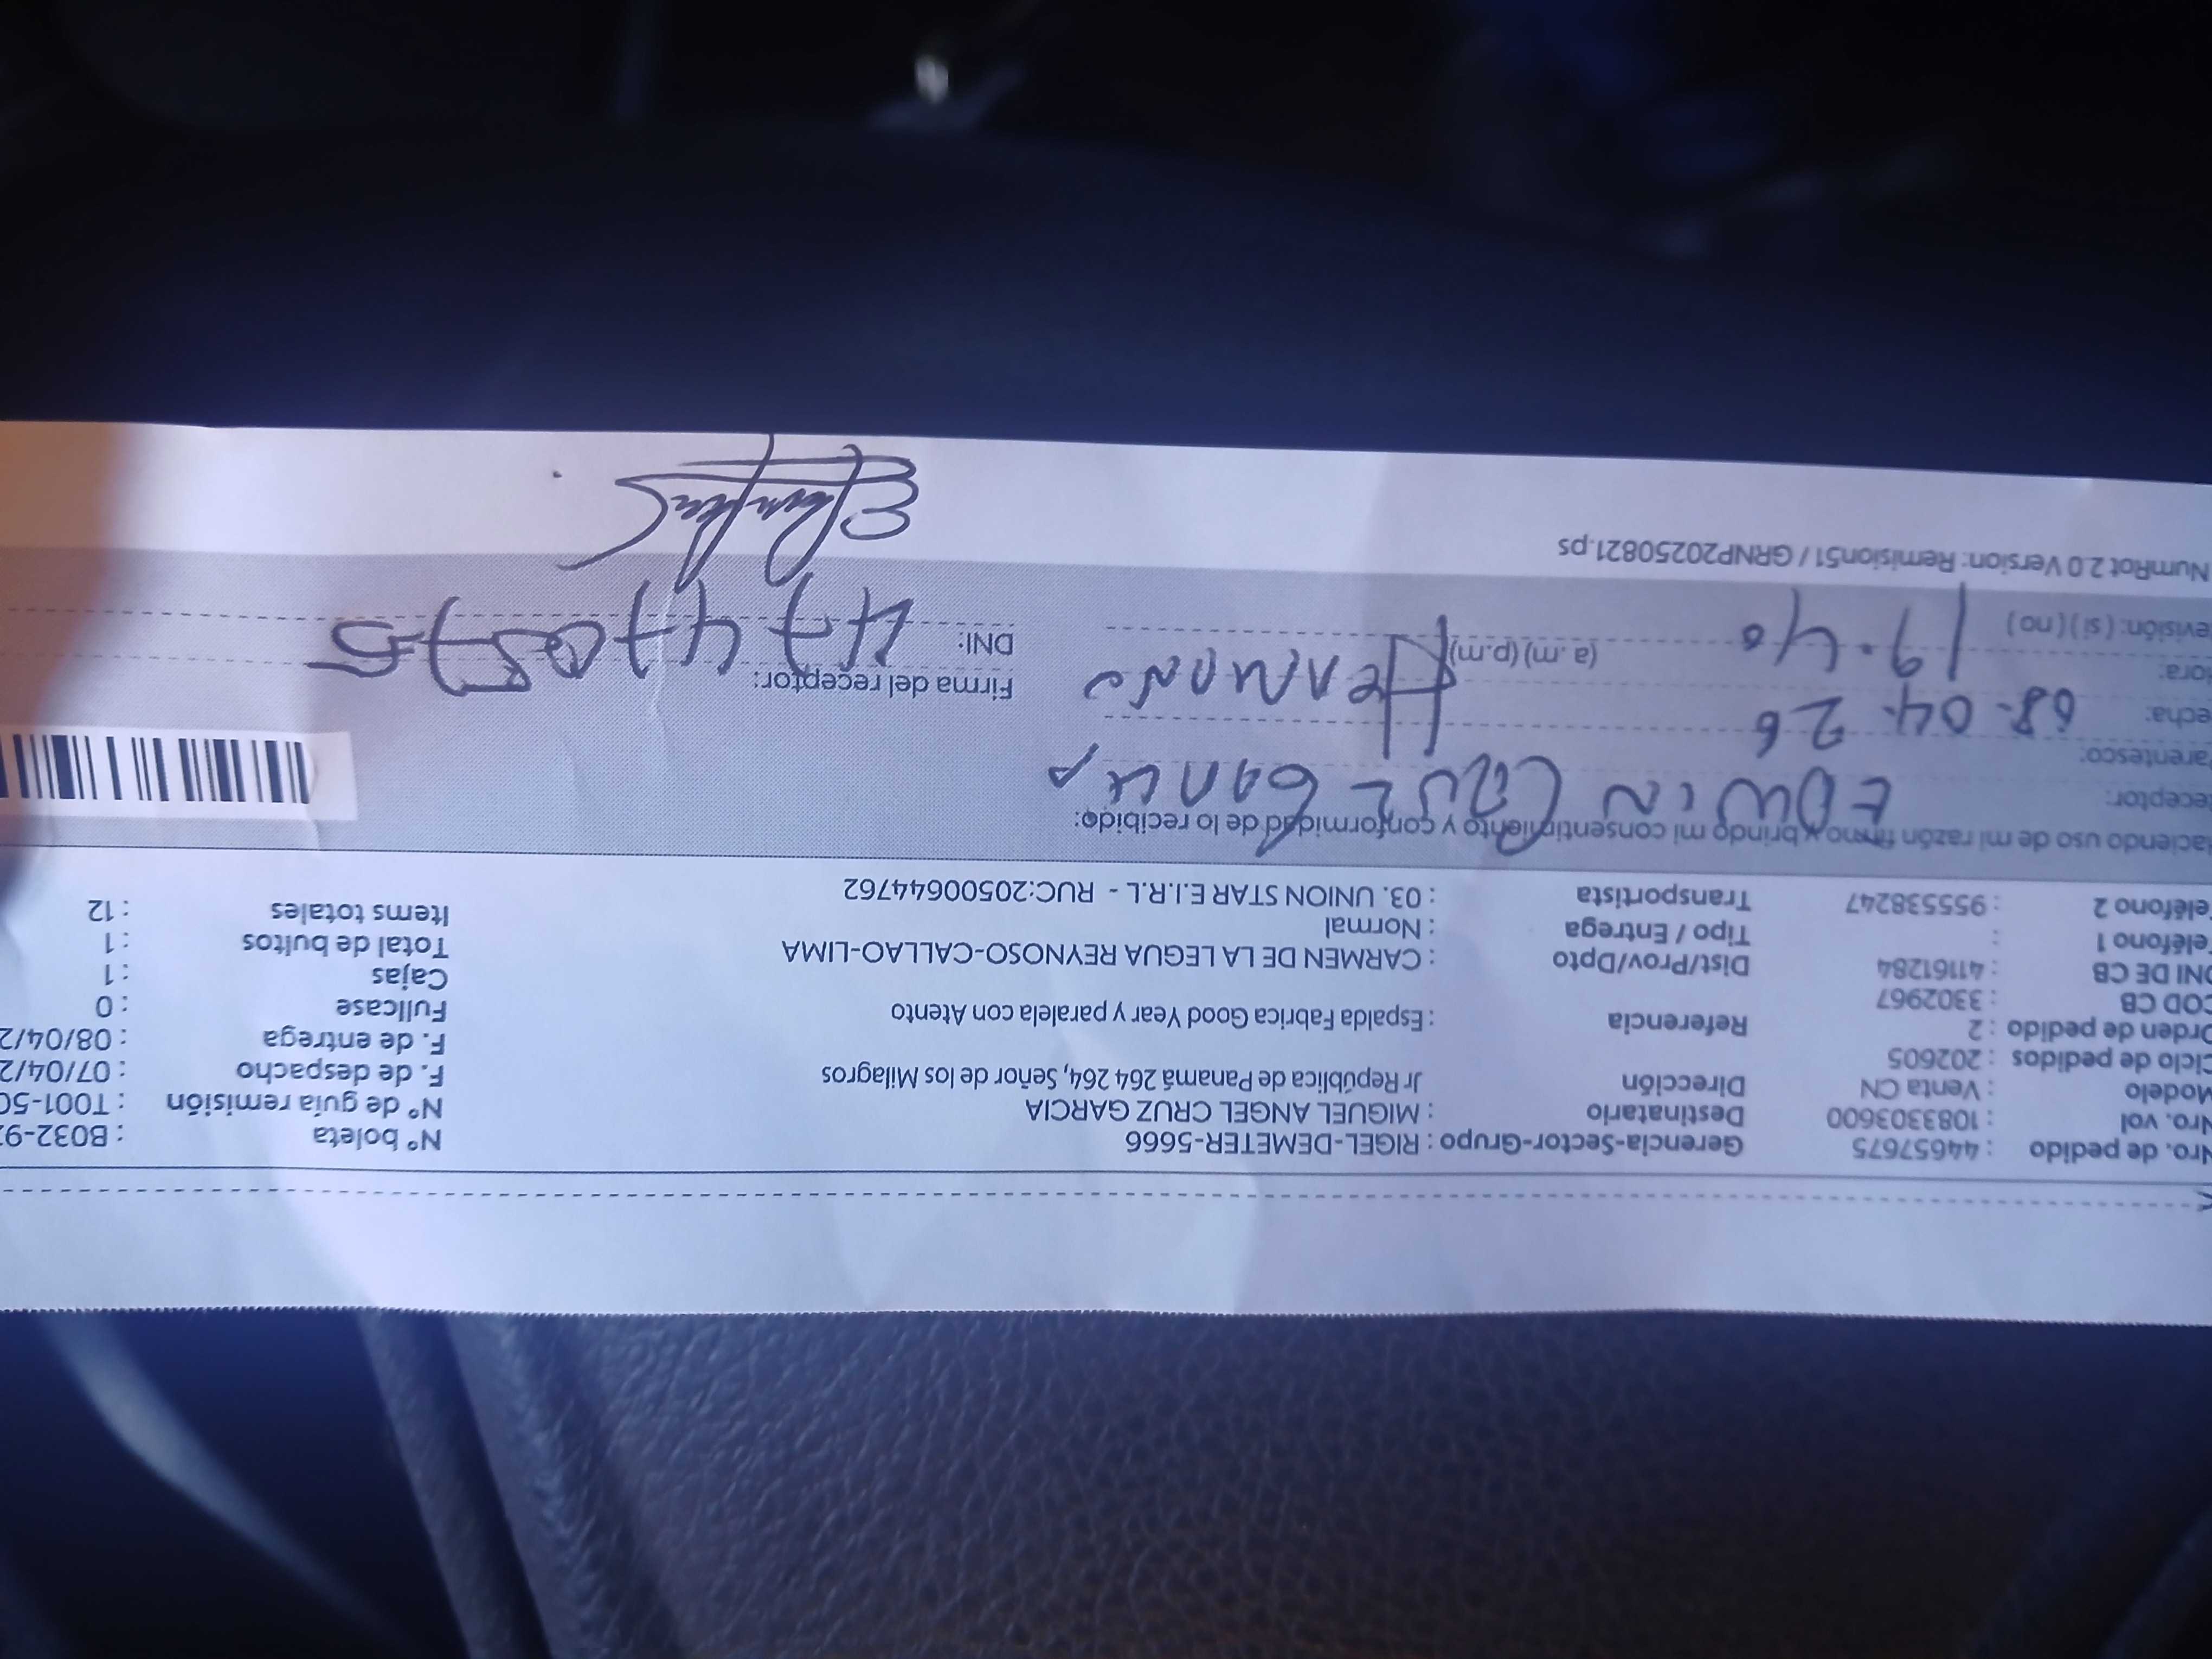 Nro. de pedido : 44657675 Gerencia-Sector-Grupo : RIGEL-DEMETER-5666 Nº boleta : B032-92
Nro. vol : 1083303600 Destinatario : MIGUEL ANGEL CRUZ GARCIA Nº de guía remisión : T001-50
Modelo : Venta CN Dirección Jr República de Panamá 264 264, Señor de los Milagros F. de despacho : 07/04/2
Ciclo de pedidos : 202605 F. de entrega : 08/04/2
Orden de pedido : 2 Referencia : Espalda Fabrica Good Year y paralela con Atento Fullcase : 0
COD CB : 3302967 Cajas : 1
DNI DE CB : 41161284 Dist/Prov/Dpto : CARMEN DE LA LEGUA REYNOSO-CALLAO-LIMA Total de bultos : 1
Teléfono 1 : Tipo / Entrega : Normal Items totales : 12
Teléfono 2 : 955538247 Transportista : 03. UNION STAR E.I.R.L - RUC:20500644762
Haciendo uso de mi razón firmo y brindo mi consentimiento y conformidad de lo recibido:
Receptor: EDWIN CRUZ
Parentesco: HERMANO
Fecha: 08-04-26 Firma del receptor:
Hora: 19.40 (a.m) (p.m) DNI:
evisión: ( si ) ( no )
NumRot 2.0 Version: Remision51 / GRNP20250821.ps